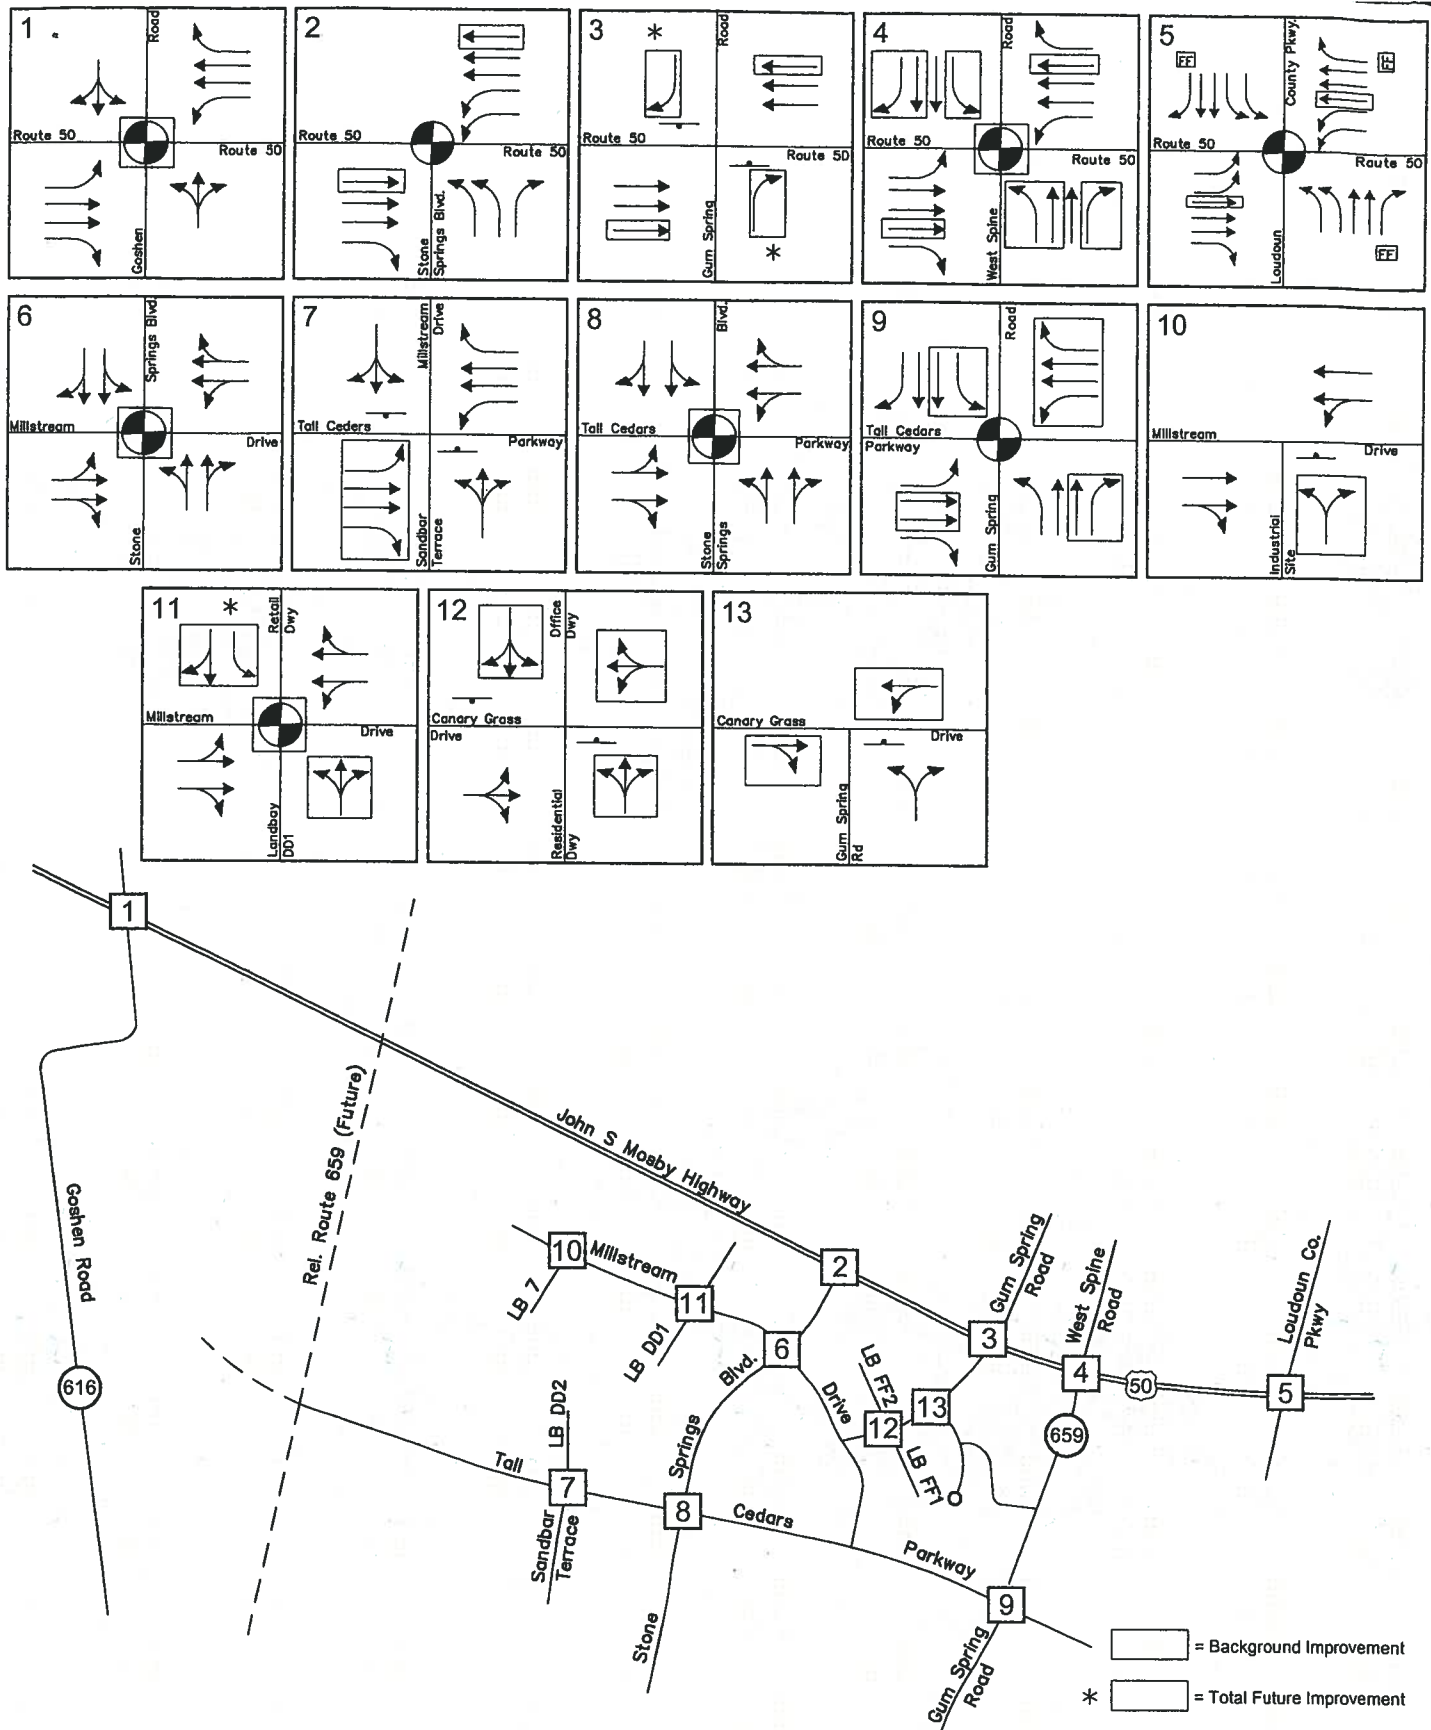 1
Road
Route 50
Route 50
Goshen
2
Route 50
Route 50
Stone
Springs Blvd.
3
*
Road
Route 50
Route 50
Gum Spring
*
4
Road
Route 50
Route 50
West Spine
5
FF
County Pkwy.
FF
Route 50
Route 50
Loudoun
FF
6
Springs Blvd.
Millstream
Drive
Stone
7
Millstream
Drive
Tall Ceders
Parkway
Sandbar
Terrace
8
Blvd.
Tall Cedars
Parkway
Stone
Springs
9
Road
Tall Cedars
Parkway
Gum Spring
10
Millstream
Drive
Industrial
Site
11
*
Retail
Dwy
Millstream
Drive
Landbay
DD1
12
Office
Dwy
Canary Grass
Drive
Residential
Dwy
13
Canary Grass
Drive
Gum Spring
Rd
1
Goshen Road
616
Rel. Route 659 (Future)
John S Mosby Highway
10
Millstream
LB 7
11
LB DD1
2
6
Blvd.
Drive
3
Gum Spring
Road
West Spine
Road
4
50
Loudoun Co.
Pkwy
5
LB FF2
12
13
LB FF1
659
LB DD2
Tall
7
Sandbar
Terrace
Springs
8
Cedars
Parkway
Stone
9
Gum Spring
Road
= Background Improvement
* = Total Future Improvement